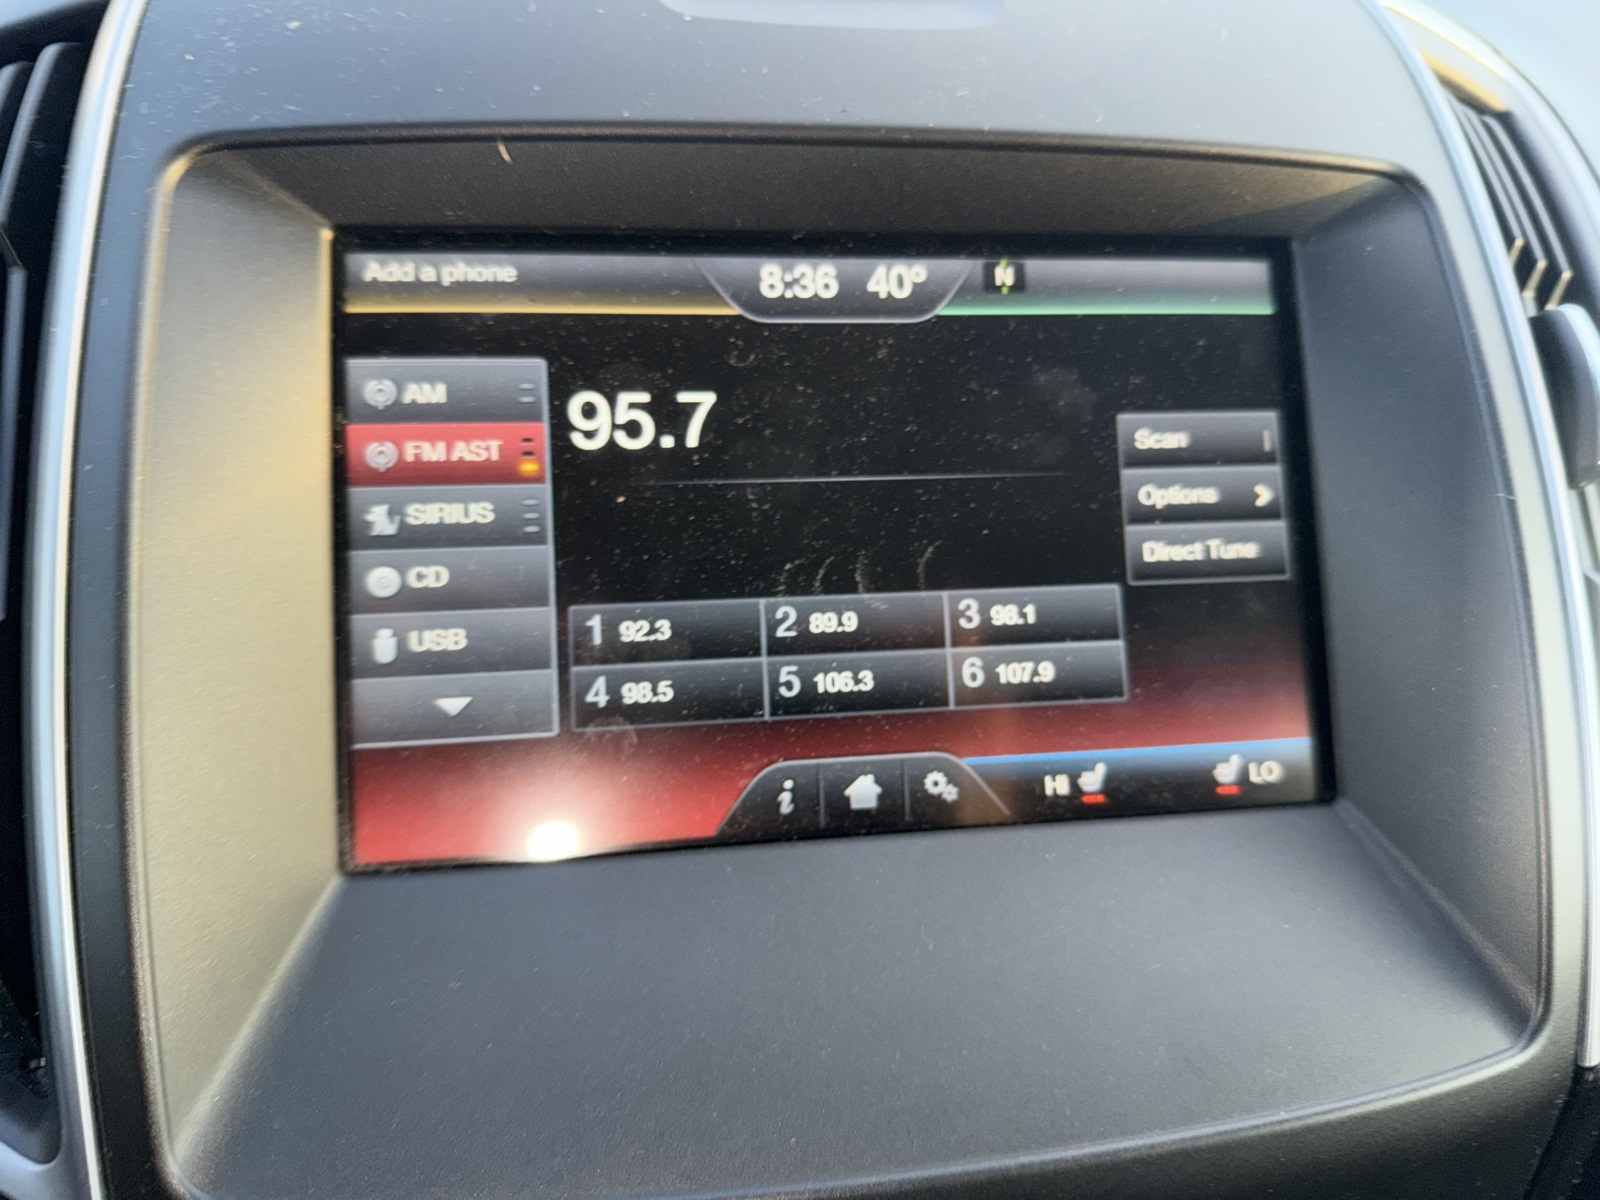 Add a phone
8:36 40°
N
AM
FM AST
SIRIUS
CD
USB
95.7
Scan
Options
Direct Tune
1 92.3
2 89.9
3 98.1
4 98.5
5 106.3
6 107.9
i
HI
LO